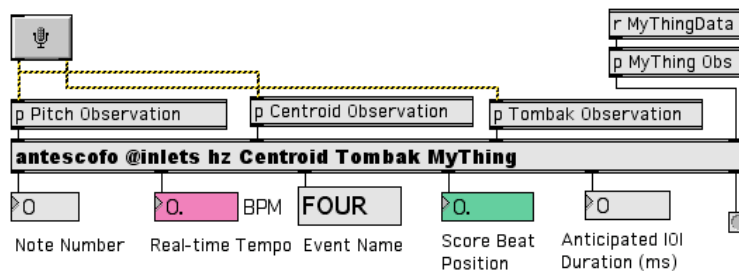 r MyThingData
p MyThing Obs
p Pitch Observation
p Centroid Observation
p Tombak Observation
antescofo @inlets hz Centroid Tombak MyThing
0
0.
BPM
FOUR
0.
0
Note Number
Real-time Tempo
Event Name
Score Beat
Position
Anticipated IOI
Duration (ms)